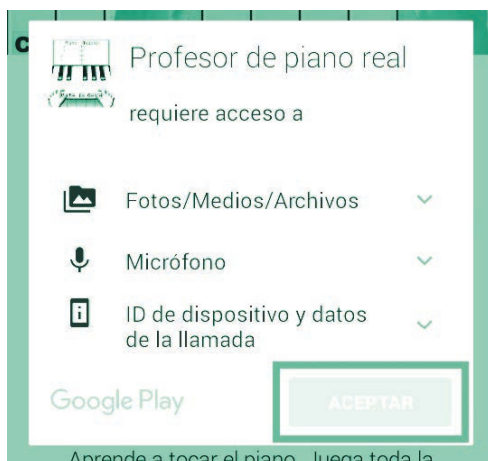 C
Profesor de piano real
requiere acceso a
Fotos/Medios/Archivos
Micrófono
ID de dispositivo y datos
de la llamada
Google Play
ACEPTAR
Aprende a tocar el piano. Juega toda la